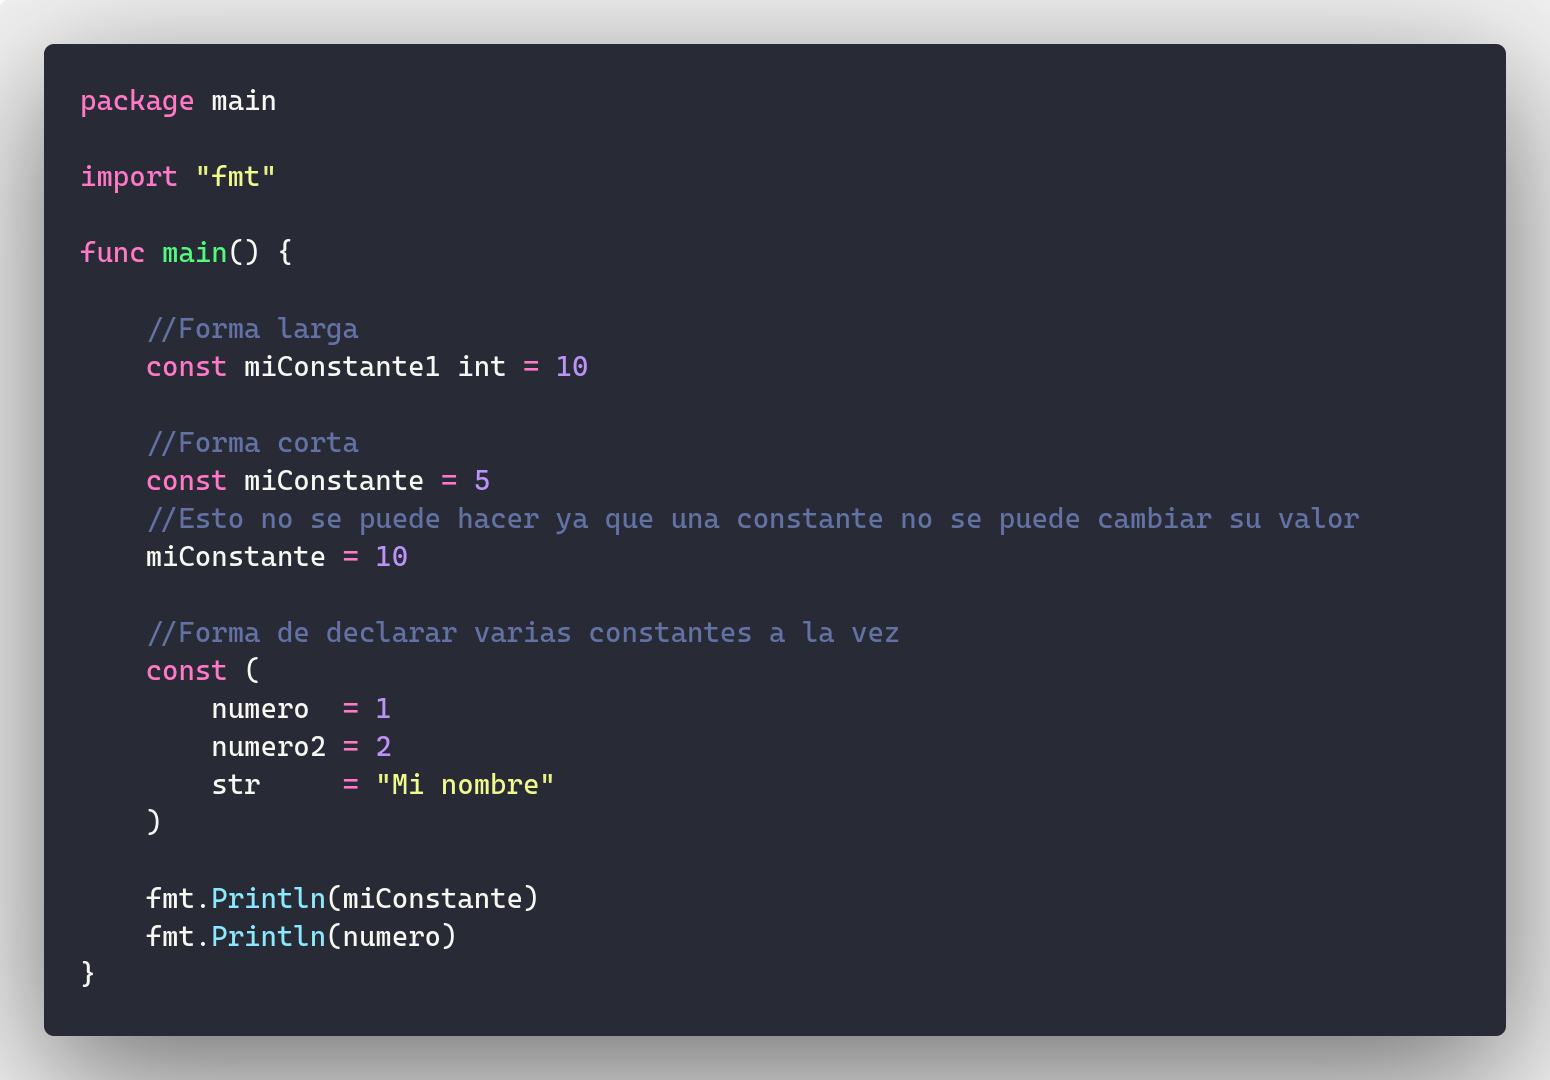 package main
import "fmt"
func main() {
//Forma larga
const miConstante1 int = 10
//Forma corta
const miConstante = 5
//Esto no se puede hacer ya que una constante no se puede cambiar su valor
miConstante = 10
//Forma de declarar varias constantes a la vez
const (
numero  = 1
numero2 = 2
str     = "Mi nombre"
)
fmt.Println(miConstante)
fmt.Println(numero)
}